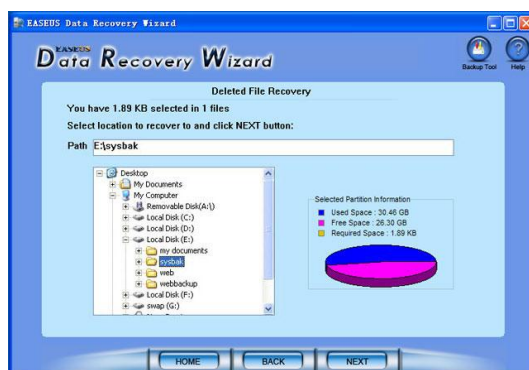 EASEUS Data Recovery Wizard
EASEUS
Data Recovery Wizard
Backup Tool
Help
Deleted File Recovery
You have 1.89 KB selected in 1 files
Select location to recover to and click NEXT button:
Path E:\sysbak
Desktop
My Documents
My Computer
Removable Disk(A:\)
Local Disk (C:)
Local Disk (D:)
Local Disk (E:)
my documents
sysbak
web
webbackup
Local Disk (F:)
swap (G:)
Selected Partition Information
Used Space : 30.46 GB
Free Space : 26.30 GB
Required Space : 1.89 KB
HOME
BACK
NEXT